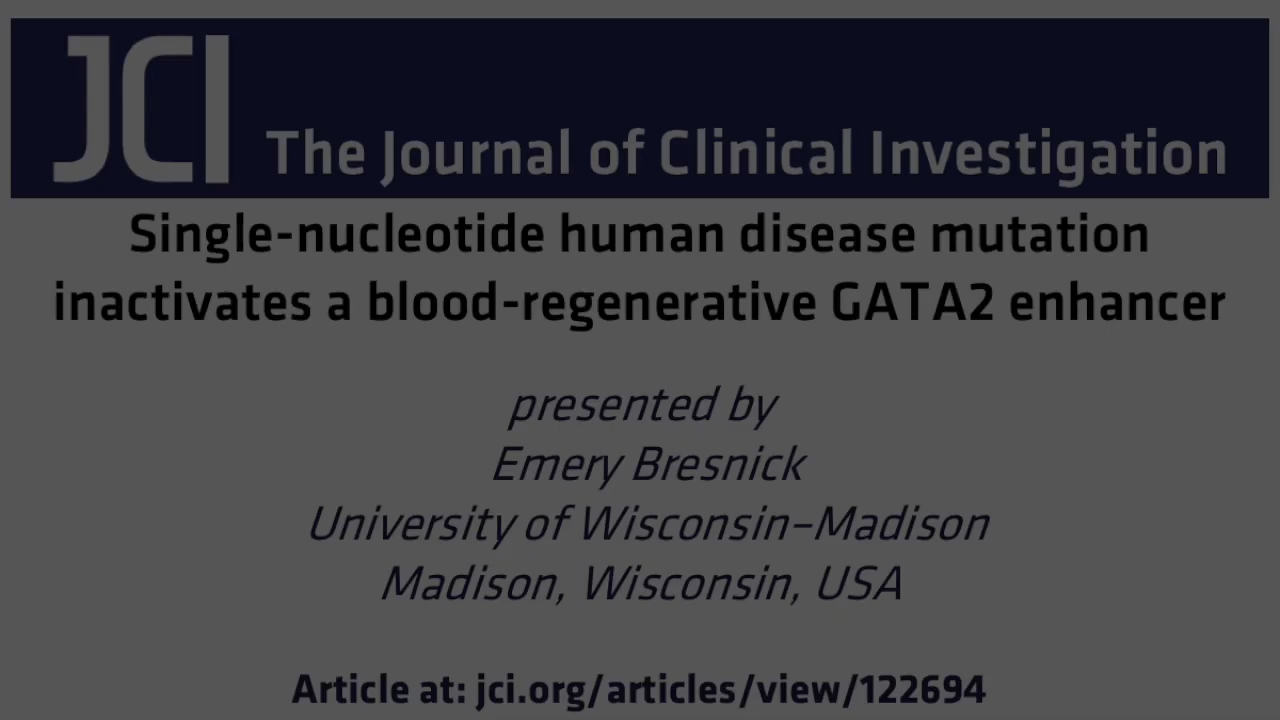 JCI The Journal of Clinical Investigation
Single-nucleotide human disease mutation
inactivates a blood-regenerative GATA2 enhancer
presented by
Emery Bresnick
University of Wisconsin–Madison
Madison, Wisconsin, USA
Article at: jci.org/articles/view/122694